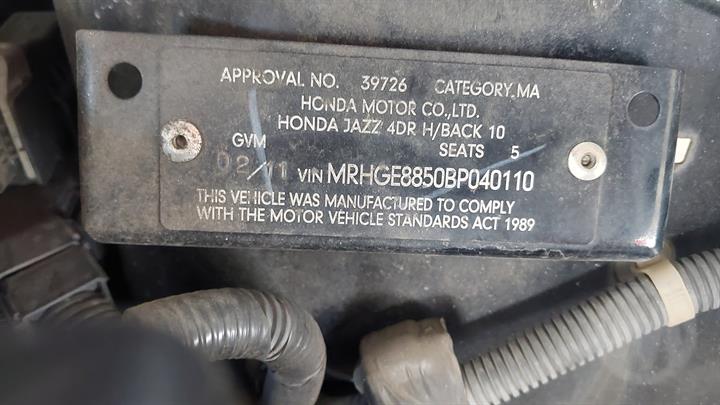 APPROVAL NO. 39726 CATEGORY.MA
HONDA MOTOR CO.,LTD.
HONDA JAZZ 4DR H/BACK 10
GVM SEATS 5
02/11 VIN MRHGE8850BP040110
THIS VEHICLE WAS MANUFACTURED TO COMPLY
WITH THE MOTOR VEHICLE STANDARDS ACT 1989